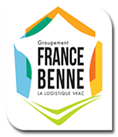 Groupement
FRANCE
BENNE
LA LOGISTIQUE VRAC